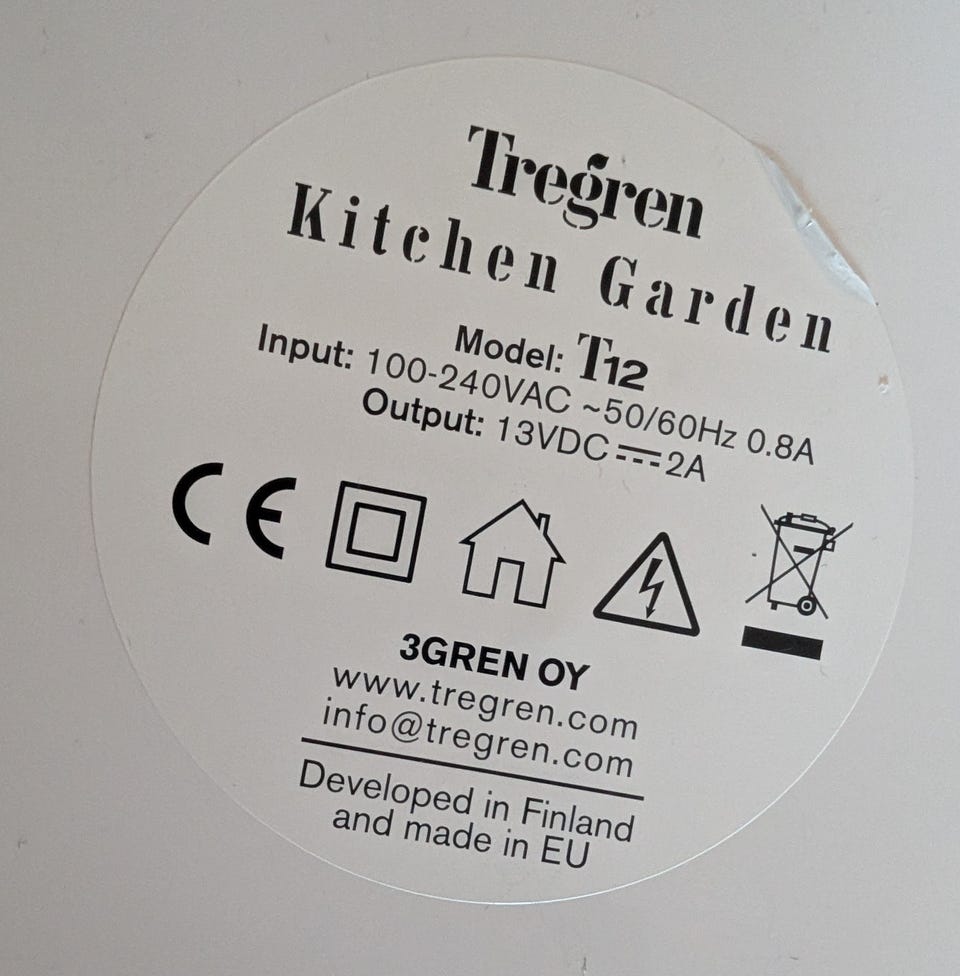 Tregren
Kitchen Garden
Model: T12
Input: 100-240VAC ~50/60Hz 0.8A
Output: 13VDC ⎓ 2A
CE
3GREN OY
www.tregren.com
info@tregren.com
Developed in Finland
and made in EU